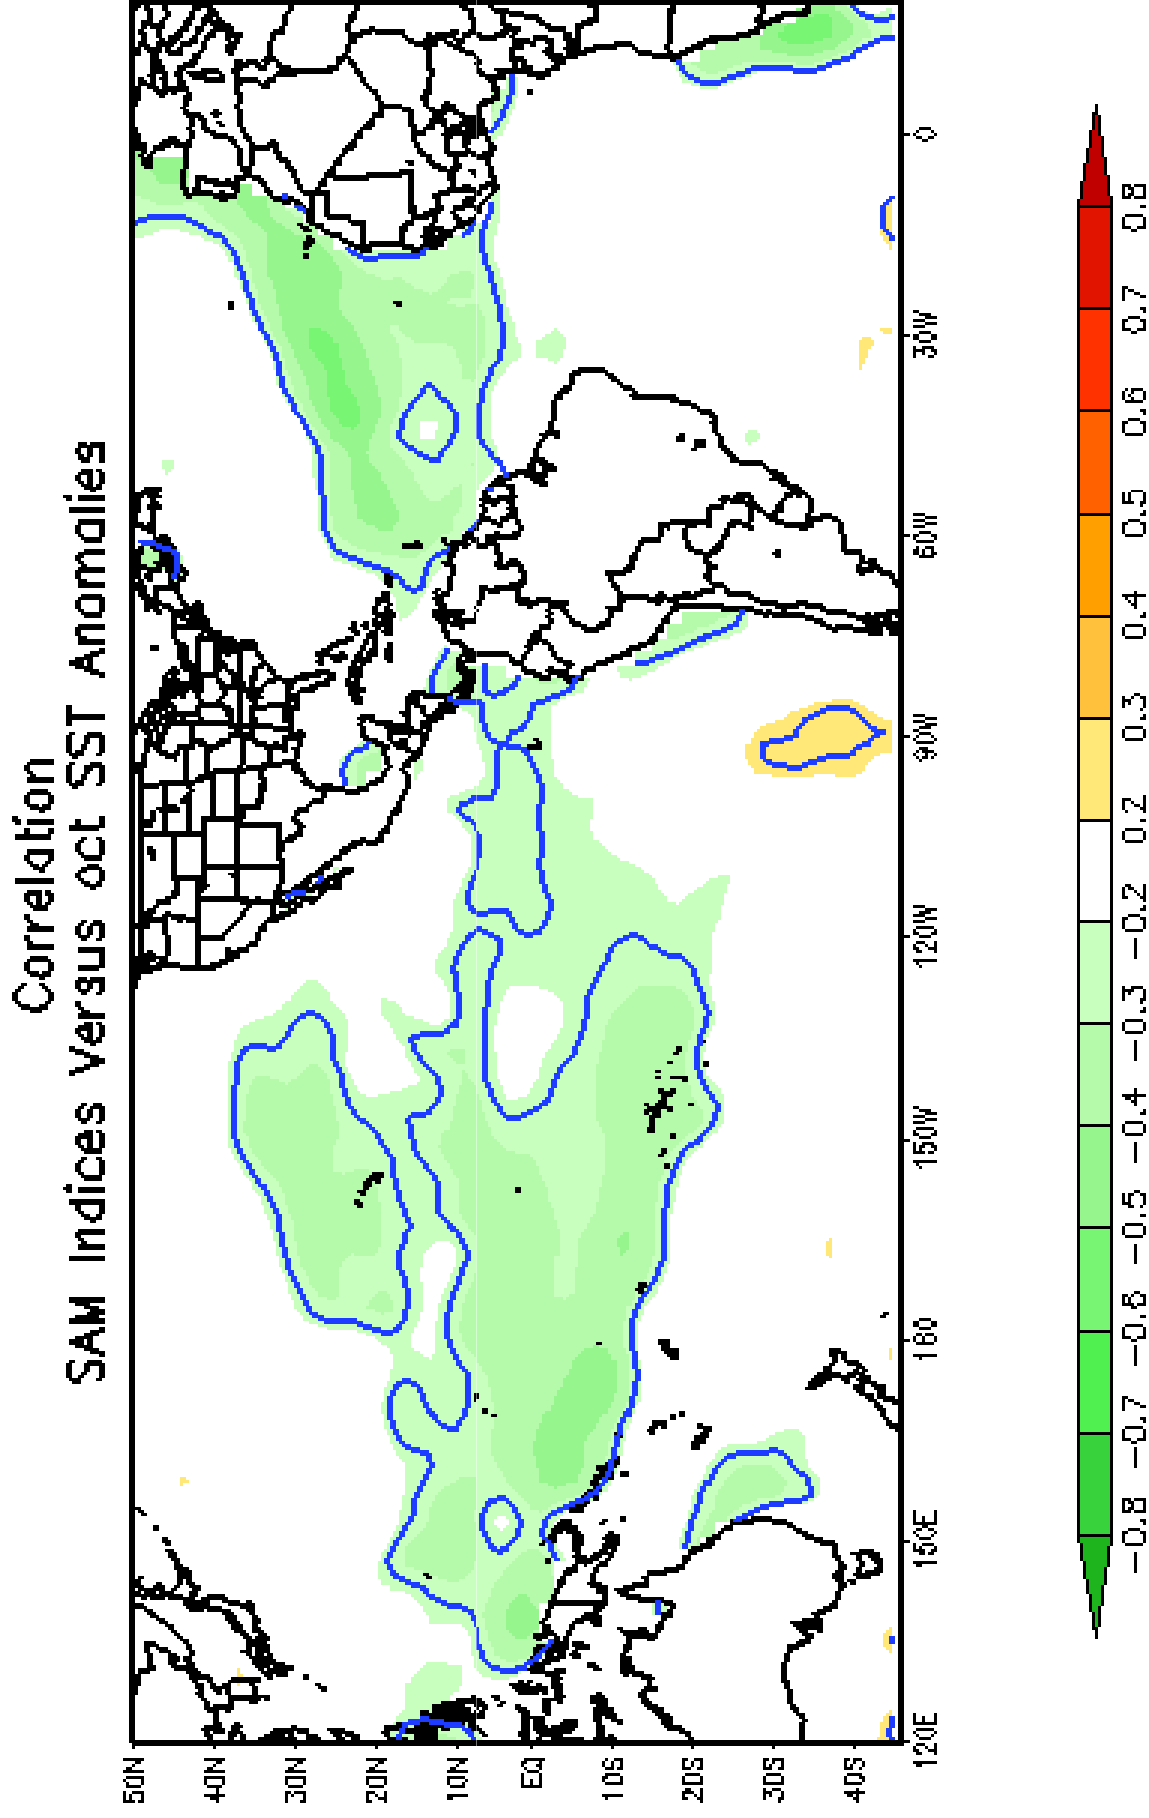 Correlation
SAM Indices Versus oct SST Anomalies
50N
40N
30N
20N
10N
EQ
10S
20S
30S
40S
120E
150E
180
150W
120W
90W
60W
30W
0
-0.8
-0.7
-0.6
-0.5
-0.4
-0.3
-0.2
0.2
0.3
0.4
0.5
0.6
0.7
0.8